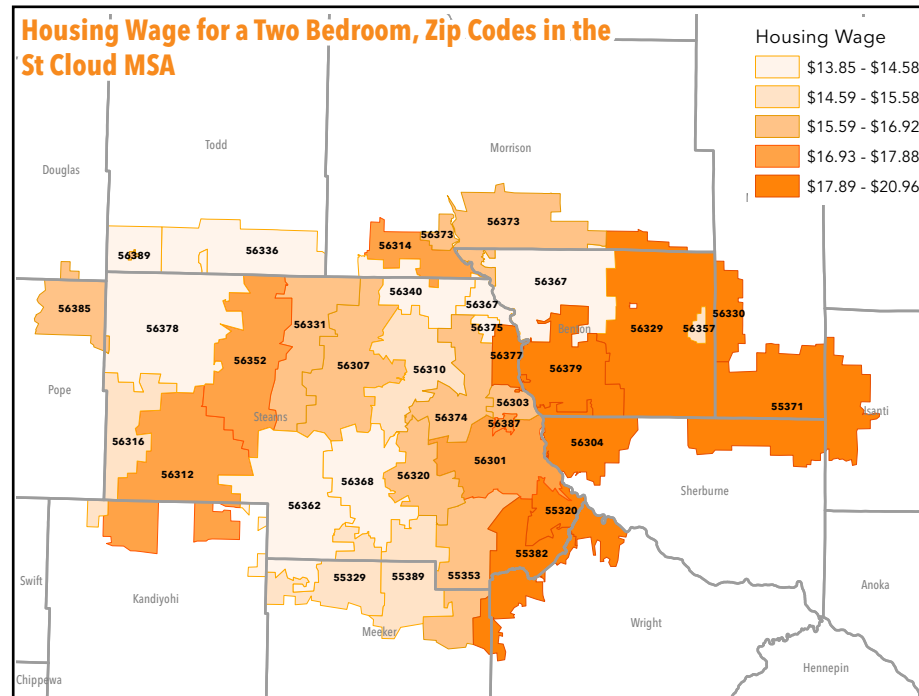 Housing Wage for a Two Bedroom, Zip Codes in the
St Cloud MSA
Housing Wage
$13.85 - $14.58
$14.59 - $15.58
$15.59 - $16.92
$16.93 - $17.88
$17.89 - $20.96
Todd
Morrison
Douglas
56373
56373
56314
56389
56336
56367
56340
56367
56385
56378
56331
56375
Benton
56329
56357
56330
56352
56307
56310
56377
56379
Pope
Stearns
56303
56374
56387
55371
Isanti
56316
56304
56301
56312
56320
56368
56362
Sherburne
55320
55382
55353
55329
55389
Swift
Kandiyohi
Anoka
Meeker
Wright
Hennepin
Chippewa